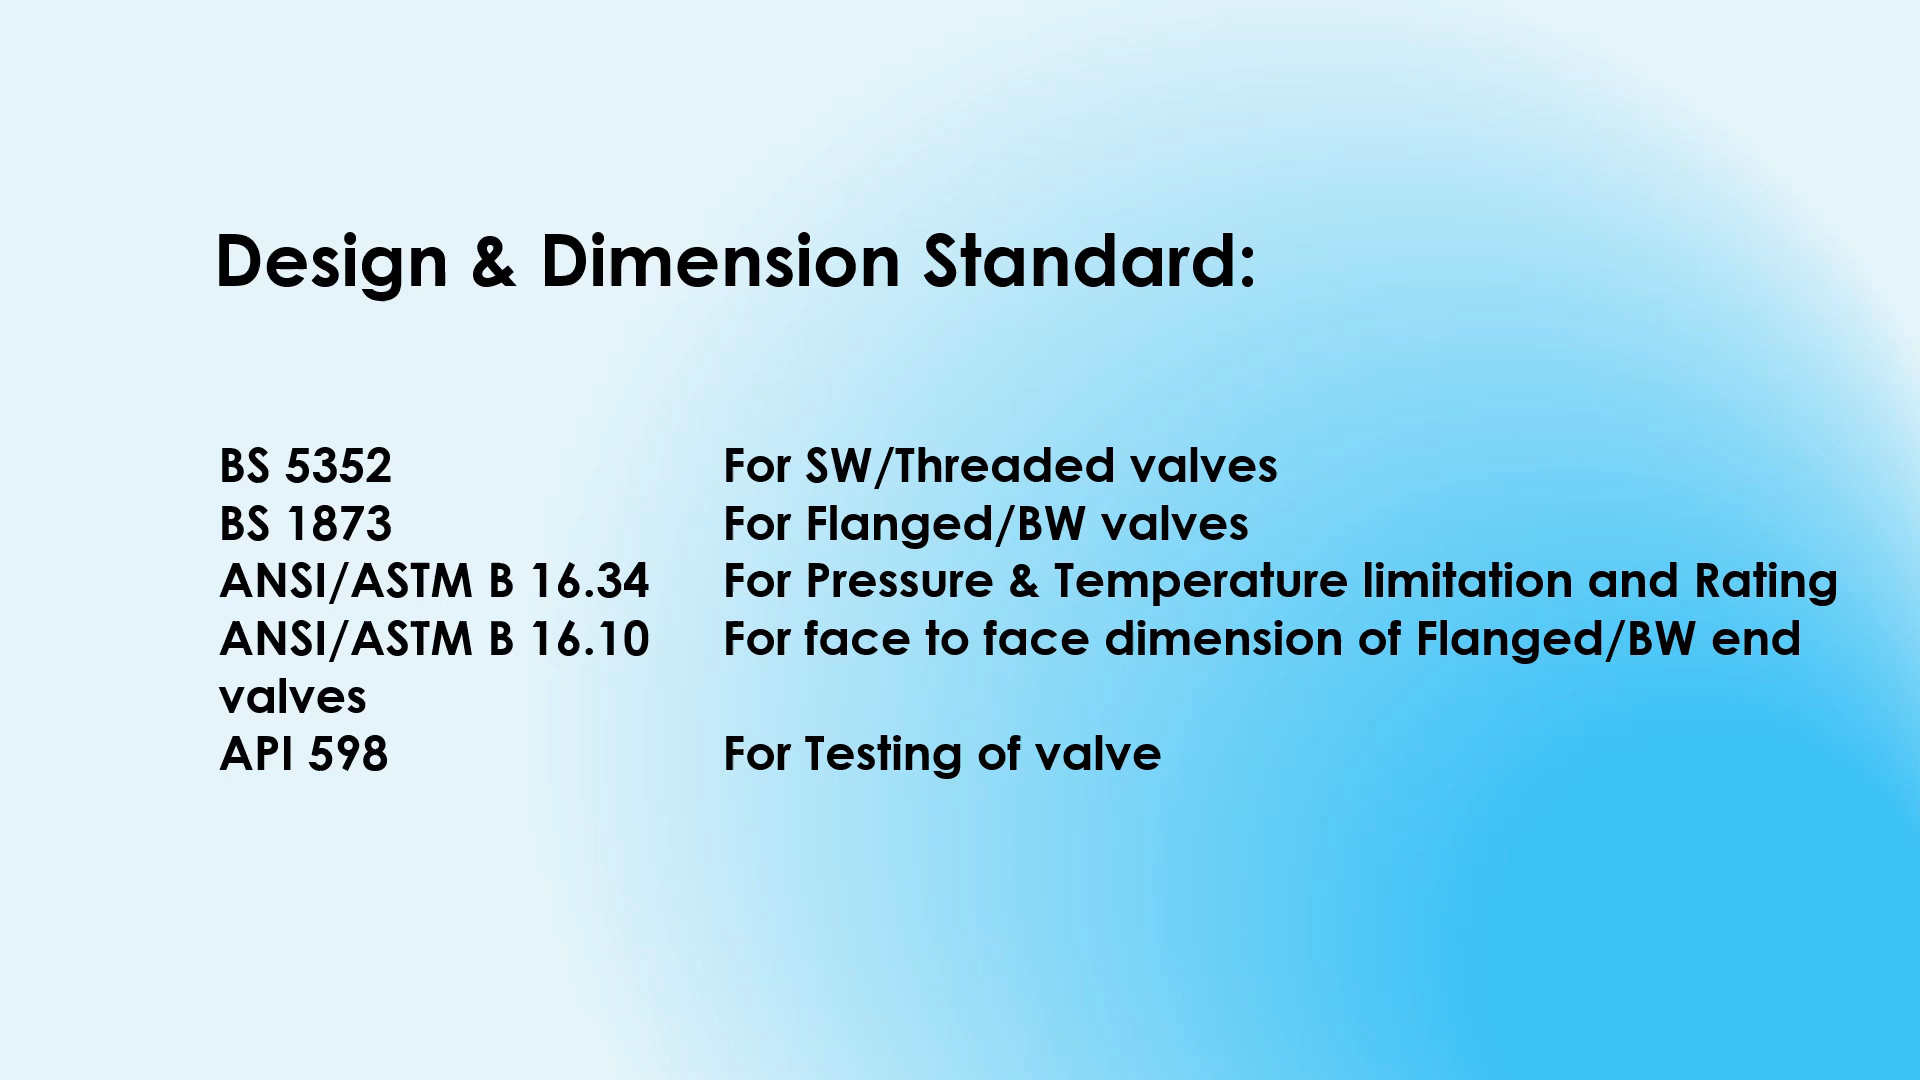 Design & Dimension Standard:
BS 5352 For SW/Threaded valves
BS 1873 For Flanged/BW valves
ANSI/ASTM B 16.34 For Pressure & Temperature limitation and Rating
ANSI/ASTM B 16.10 For face to face dimension of Flanged/BW end
valves
API 598 For Testing of valve